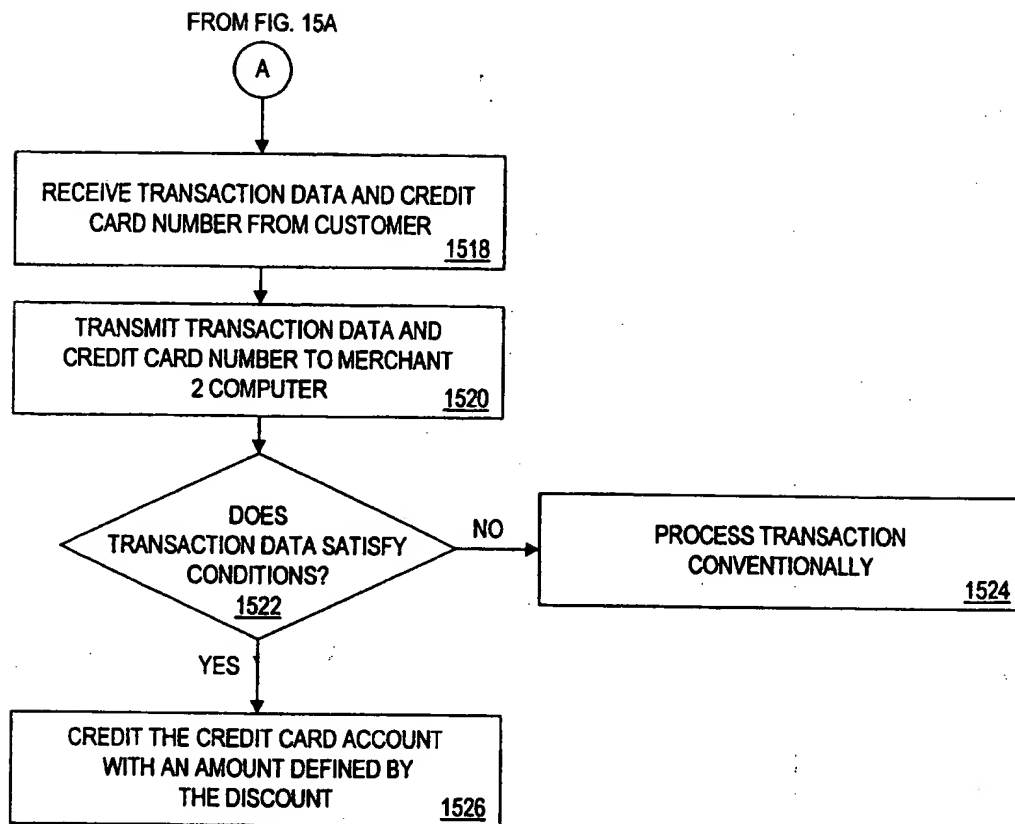 FROM FIG. 15A
A
RECEIVE TRANSACTION DATA AND CREDIT
CARD NUMBER FROM CUSTOMER
1518
TRANSMIT TRANSACTION DATA AND
CREDIT CARD NUMBER TO MERCHANT
2 COMPUTER
1520
DOES
TRANSACTION DATA SATISFY
CONDITIONS?
1522
NO
PROCESS TRANSACTION
CONVENTIONALLY
1524
YES
CREDIT THE CREDIT CARD ACCOUNT
WITH AN AMOUNT DEFINED BY
THE DISCOUNT
1526